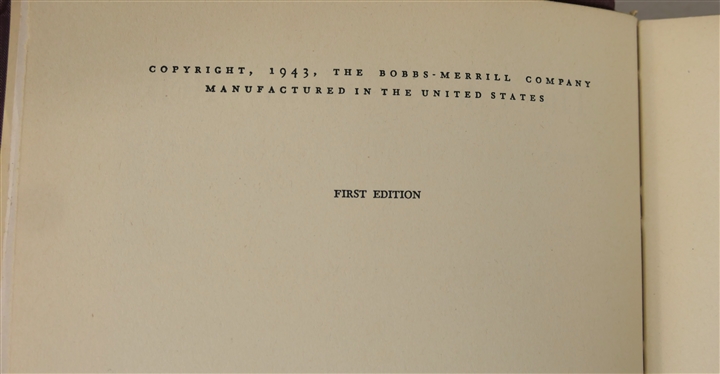 COPYRIGHT, 1943, THE BOBBS-MERRILL COMPANY
MANUFACTURED IN THE UNITED STATES
FIRST EDITION